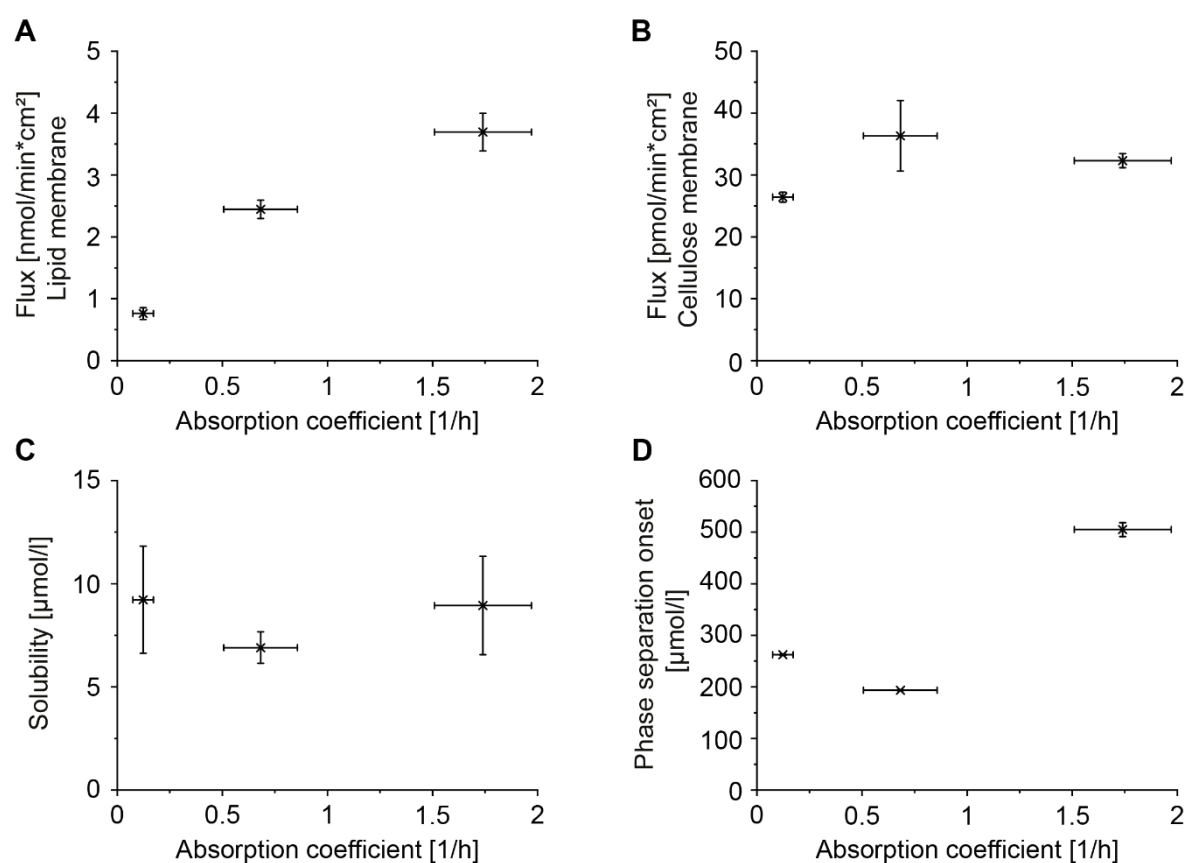 A
Flux [nmol/min*cm²]
Lipid membrane
5
4
3
2
1
0
0 0.5 1 1.5 2
Absorption coefficient [1/h]
B
Flux [pmol/min*cm²]
Cellulose membrane
50
40
30
20
10
0
0 0.5 1 1.5 2
Absorption coefficient [1/h]
C
Solubility [µmol/l]
15
10
5
0
0 0.5 1 1.5 2
Absorption coefficient [1/h]
D
Phase separation onset
[µmol/l]
600
500
400
300
200
100
0
0 0.5 1 1.5 2
Absorption coefficient [1/h]